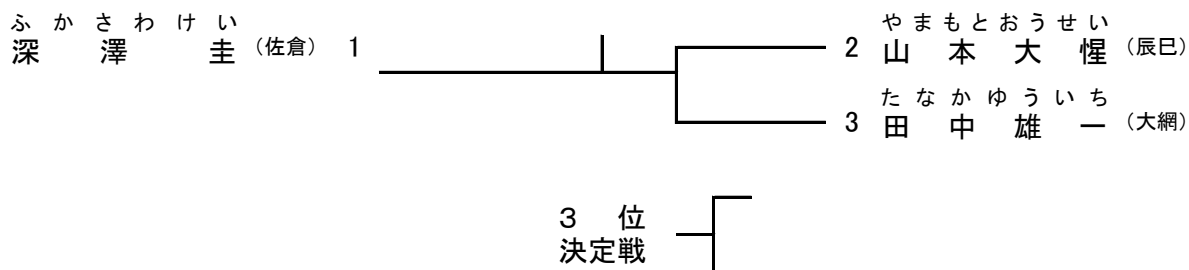 ふかさわけい
深澤圭（佐倉） 1
やまもとおうせい
2 山本大惺（辰巳）
たなかゆういち
3 田中雄一（大網）
３位
決定戦